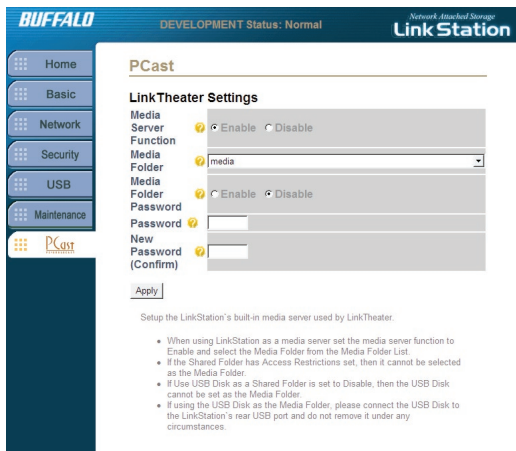 BUFFALO
DEVELOPMENT Status: Normal
Network Attached Storage
LinkStation
Home
Basic
Network
Security
USB
Maintenance
PCast
PCast
LinkTheater Settings
Media
Server
Function
Enable Disable
Media
Folder
media
Media
Folder
Password
Enable Disable
Password
New
Password
(Confirm)
Apply
Setup the LinkStation's built-in media server used by LinkTheater.
• When using LinkStation as a media server set the media server function to
Enable and select the Media Folder from the Media Folder List.
• If the Shared Folder has Access Restrictions set, then it cannot be selected
as the Media Folder.
• If Use USB Disk as a Shared Folder is set to Disable, then the USB Disk
cannot be set as the Media Folder.
• If using the USB Disk as the Media Folder, please connect the USB Disk to
the LinkStation's rear USB port and do not remove it under any
circumstances.